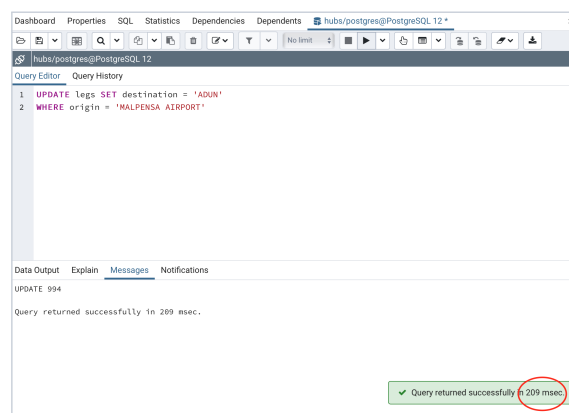 Dashboard Properties SQL Statistics Dependencies Dependents hubs/postgres@PostgreSQL 12 *
No limit
hubs/postgres@PostgreSQL 12
Query Editor Query History
1 UPDATE legs SET destination = 'ADUN'
2 WHERE origin = 'MALPENSA AIRPORT'
Data Output Explain Messages Notifications
UPDATE 994
Query returned successfully in 209 msec.
Query returned successfully in 209 msec.